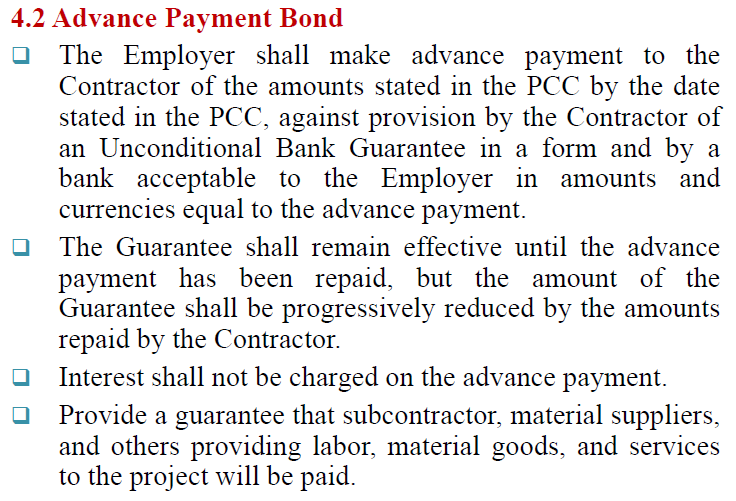 4.2 Advance Payment Bond
The Employer shall make advance payment to the
Contractor of the amounts stated in the PCC by the date
stated in the PCC, against provision by the Contractor of
an Unconditional Bank Guarantee in a form and by a
bank acceptable to the Employer in amounts and
currencies equal to the advance payment.
The Guarantee shall remain effective until the advance
payment has been repaid, but the amount of the
Guarantee shall be progressively reduced by the amounts
repaid by the Contractor.
Interest shall not be charged on the advance payment.
Provide a guarantee that subcontractor, material suppliers,
and others providing labor, material goods, and services
to the project will be paid.